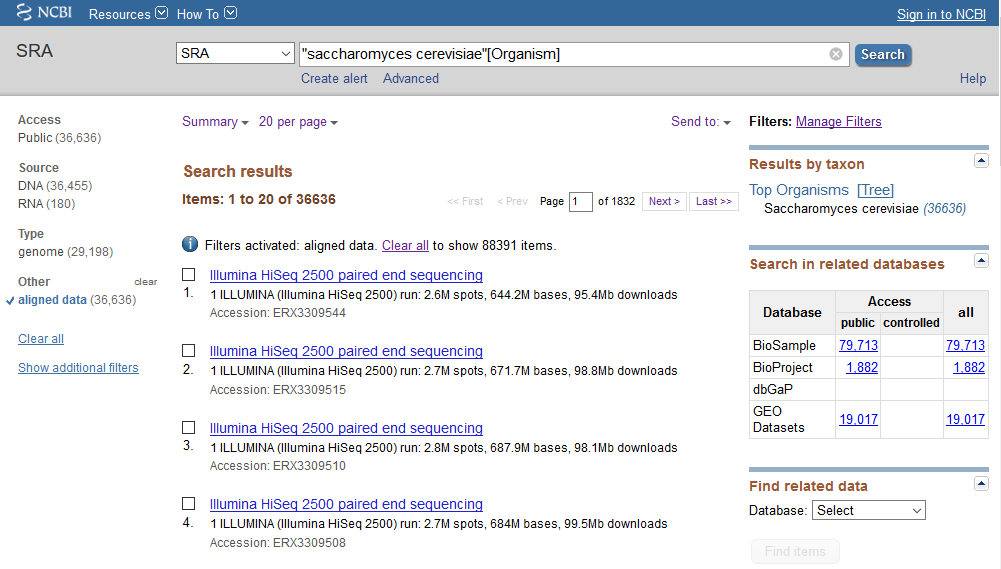 NCBI Resources How To Sign in to NCBI
SRA
SRA "saccharomyces cerevisiae"[Organism] Search
Create alert Advanced Help
Access
Public (36,636)
Source
DNA (36,455)
RNA (180)
Type
genome (29,198)
Other clear
aligned data (36,636)
Clear all
Show additional filters
Summary 20 per page Send to:
Search results
Items: 1 to 20 of 36636
<< First < Prev Page 1 of 1832 Next > Last >>
Filters activated: aligned data. Clear all to show 88391 items.
Illumina HiSeq 2500 paired end sequencing
1. 1 ILLUMINA (Illumina HiSeq 2500) run: 2.6M spots, 644.2M bases, 95.4Mb downloads
Accession: ERX3309544
Illumina HiSeq 2500 paired end sequencing
2. 1 ILLUMINA (Illumina HiSeq 2500) run: 2.7M spots, 671.7M bases, 98.8Mb downloads
Accession: ERX3309515
Illumina HiSeq 2500 paired end sequencing
3. 1 ILLUMINA (Illumina HiSeq 2500) run: 2.8M spots, 687.9M bases, 98.1Mb downloads
Accession: ERX3309510
Illumina HiSeq 2500 paired end sequencing
4. 1 ILLUMINA (Illumina HiSeq 2500) run: 2.7M spots, 684M bases, 99.5Mb downloads
Accession: ERX3309508
Filters: Manage Filters
Results by taxon
Top Organisms [Tree]
Saccharomyces cerevisiae (36636)
Search in related databases
Database Access all
public controlled
BioSample 79,713 79,713
BioProject 1,882 1,882
dbGaP
GEO Datasets 19,017 19,017
Find related data
Database: Select
Find items